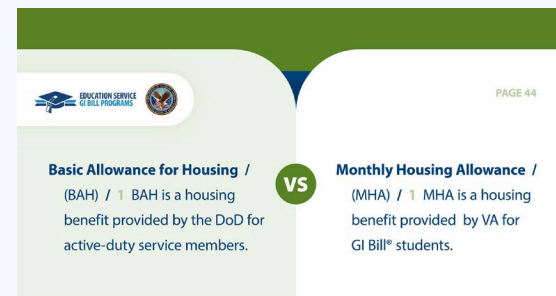 EDUCATION SERVICE
GI BILL PROGRAMS
PAGE 44
Basic Allowance for Housing /
(BAH) / 1 BAH is a housing
benefit provided by the DoD for
active-duty service members.
VS
Monthly Housing Allowance /
(MHA) / 1 MHA is a housing
benefit provided by VA for
GI Bill® students.